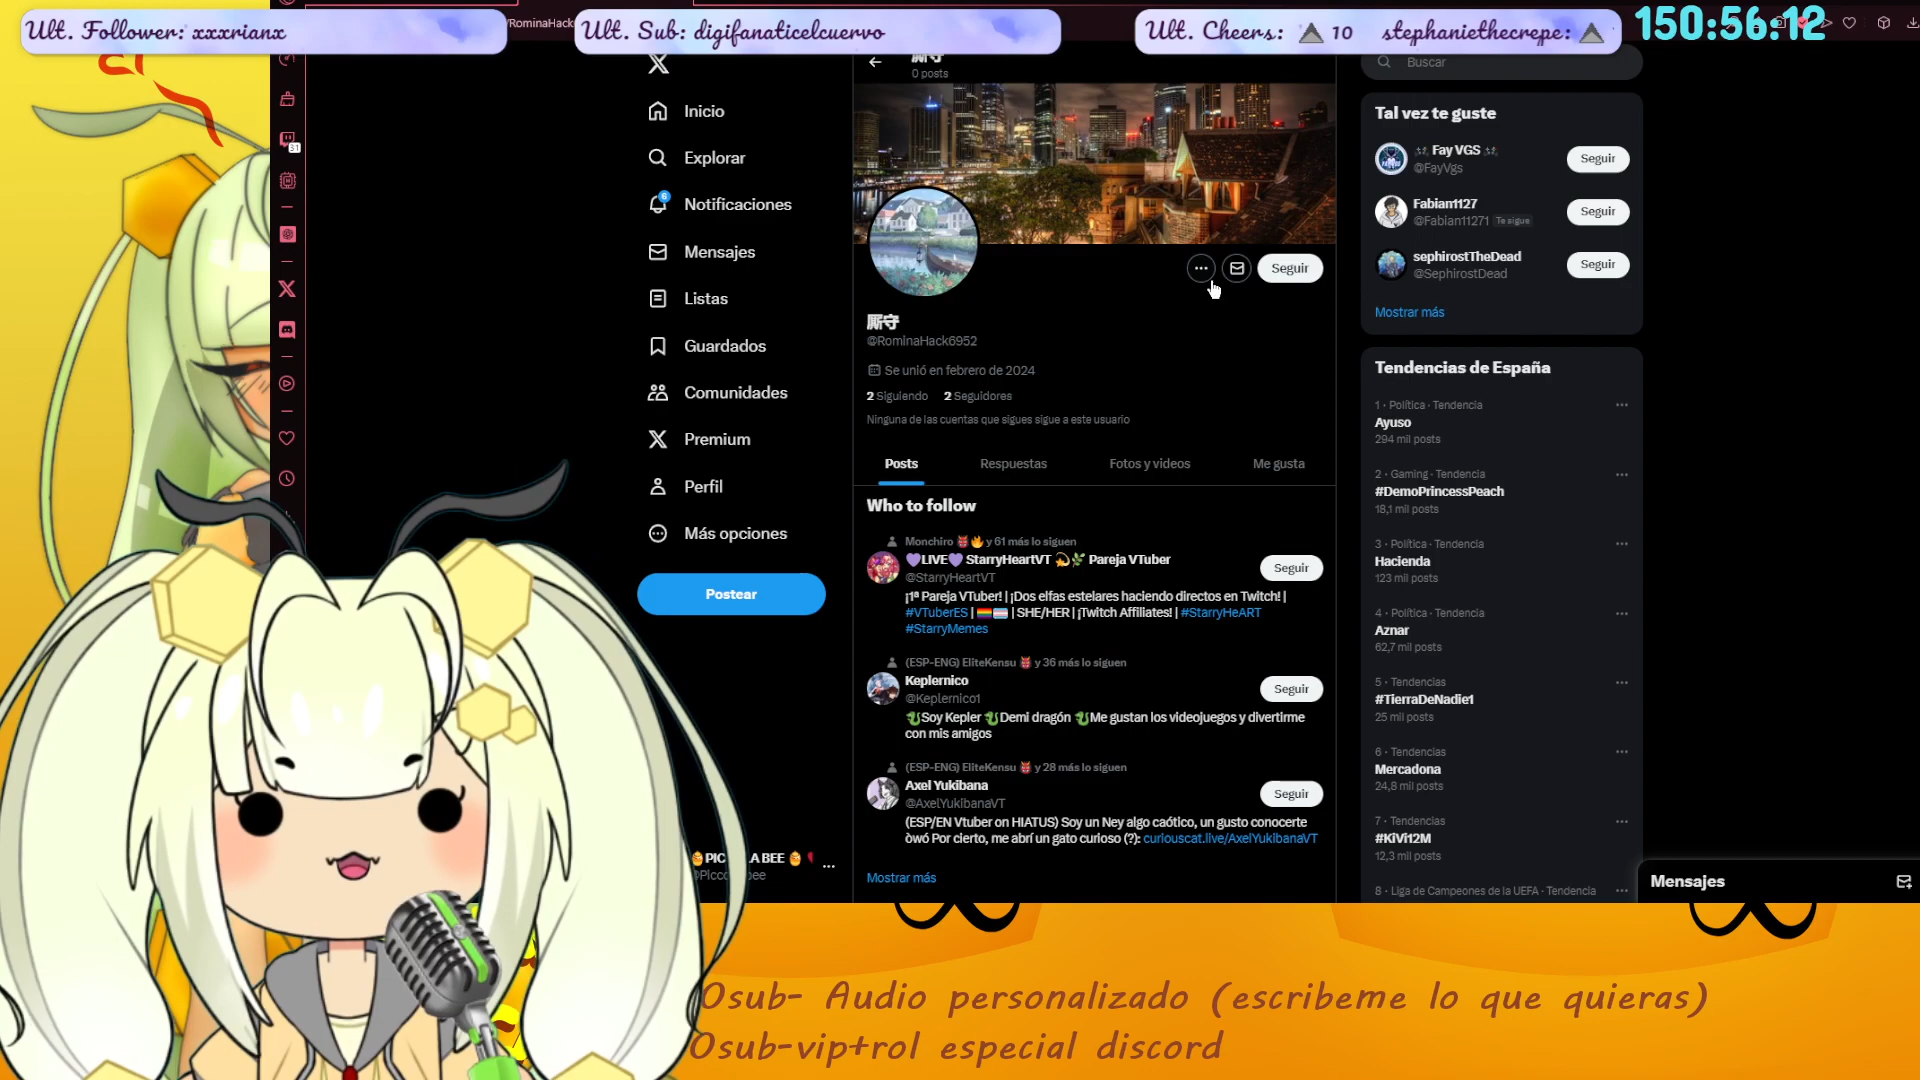 Ult. Follower: xxxrianx
Ult. Sub: digifanaticelcuervo
Ult. Cheers: 10 stephaniethecrepe:
150:56:12
/RominaHack
31
0 posts
Inicio
Explorar
6
Notificaciones
Mensajes
Listas
Guardados
Comunidades
Premium
Perfil
Más opciones
Postear
Seguir
厮守
@RominaHack6952
Se unió en febrero de 2024
2 Siguiendo 2 Seguidores
Ninguna de las cuentas que sigues sigue a este usuario
Posts Respuestas Fotos y videos Me gusta
Who to follow
Monchiro 👹🔥 y 61 más lo siguen
💜LIVE💜 StarryHeartVT 💫🌿 Pareja VTuber
@StarryHeartVT
Seguir
¡1ª Pareja VTuber! | ¡Dos elfas estelares haciendo directos en Twitch! |
#VTuberES | 🏳️‍🌈🏳️‍⚧️ | SHE/HER | ¡Twitch Affiliates! | #StarryHeART
#StarryMemes
(ESP-ENG) EliteKensu 👹 y 36 más lo siguen
Keplernico
@Keplernico1
Seguir
🐉Soy Kepler 🐉Demi dragón 🐉Me gustan los videojuegos y divertirme
con mis amigos
(ESP-ENG) EliteKensu 👹 y 28 más lo siguen
Axel Yukibana
@AxelYukibanaVT
Seguir
(ESP/EN Vtuber on HIATUS) Soy un Ney algo caótico, un gusto conocerte
òwó Por cierto, me abrí un gato curioso (?): curiouscat.live/AxelYukibanaVT
Mostrar más
Buscar
Tal vez te guste
Fay VGS
@FayVgs
Seguir
Fabian1127
@Fabian11271 Te sigue
Seguir
sephirostTheDead
@SephirostDead
Seguir
Mostrar más
Tendencias de España
1 · Política · Tendencia
Ayuso
294 mil posts
2 · Gaming · Tendencia
#DemoPrincessPeach
18,1 mil posts
3 · Política · Tendencia
Hacienda
123 mil posts
4 · Política · Tendencia
Aznar
62,7 mil posts
5 · Tendencias
#TierraDeNadie1
25 mil posts
6 · Tendencias
Mercadona
24,8 mil posts
7 · Tendencias
#KiVi12M
12,3 mil posts
8 · Liga de Campeones de la UEFA · Tendencia
Mensajes
Osub- Audio personalizado (escribeme lo que quieras)
Osub-vip+rol especial discord